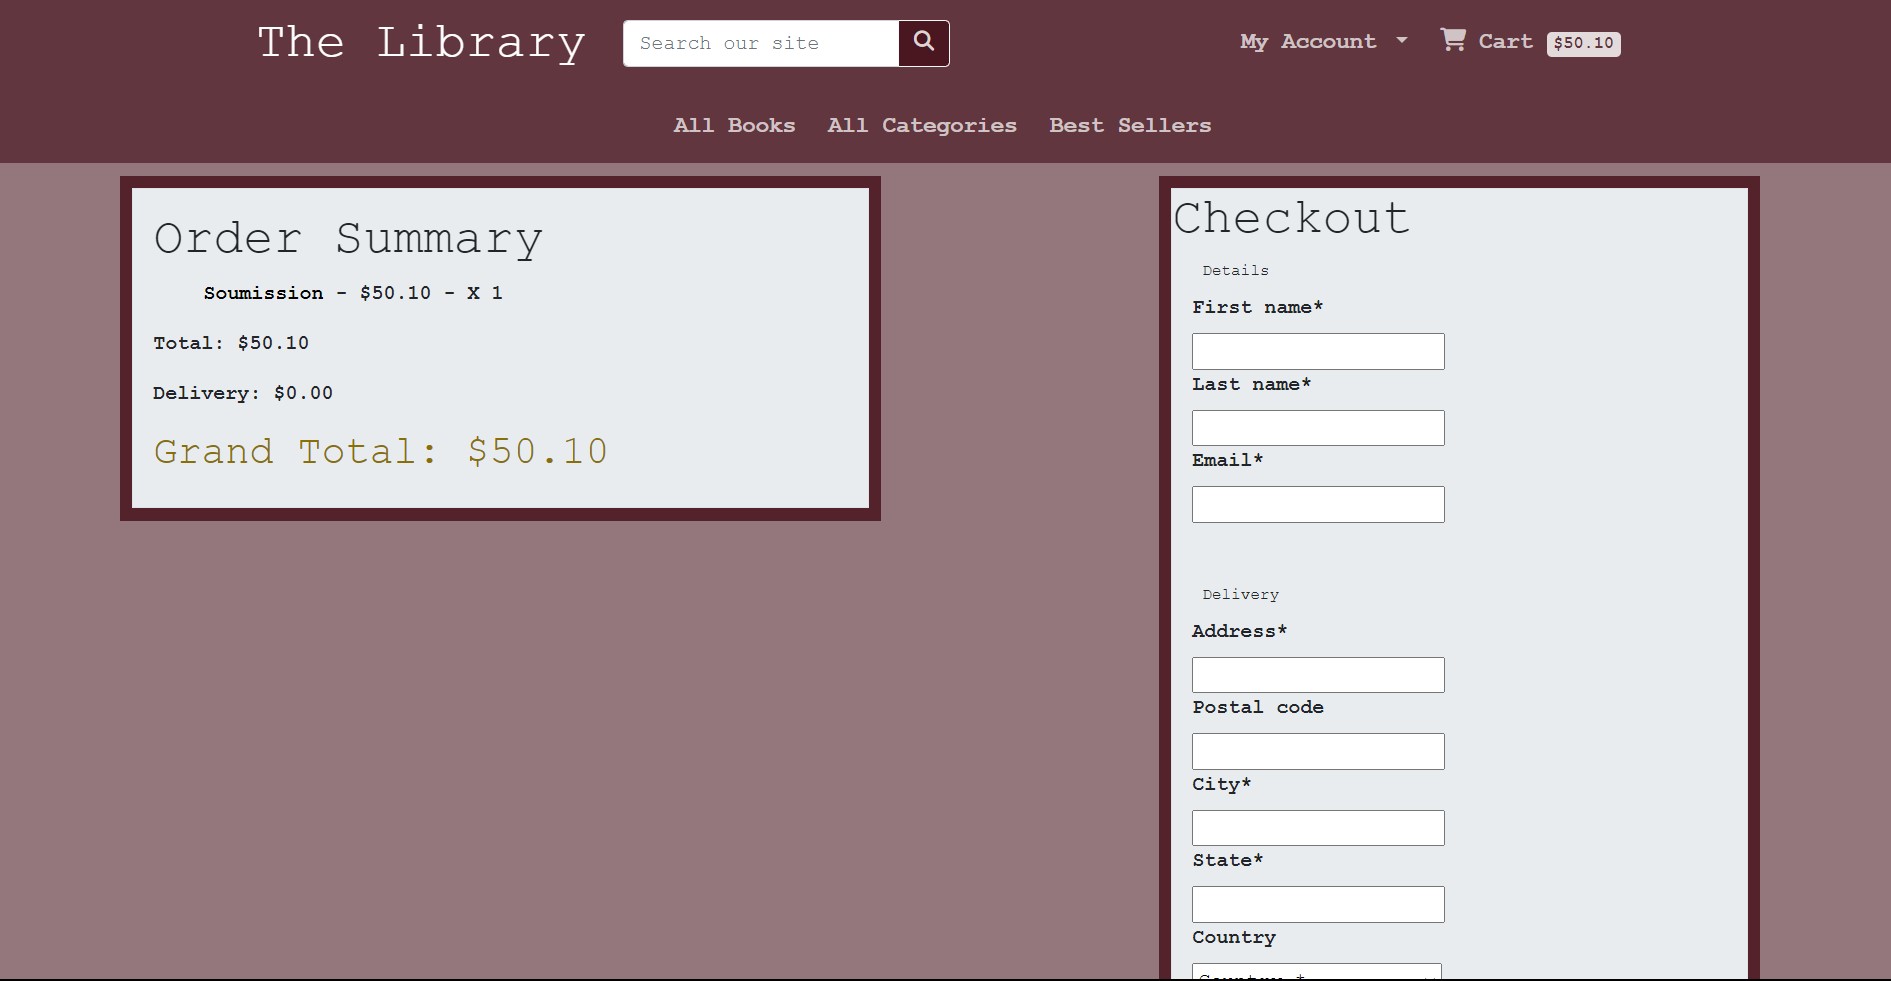 The Library
Search our site
My Account
Cart $50.10
All Books All Categories Best Sellers
Order Summary
Soumission - $50.10 - X 1
Total: $50.10
Delivery: $0.00
Grand Total: $50.10
Checkout
Details
First name*
Last name*
Email*
Delivery
Address*
Postal code
City*
State*
Country
Country *